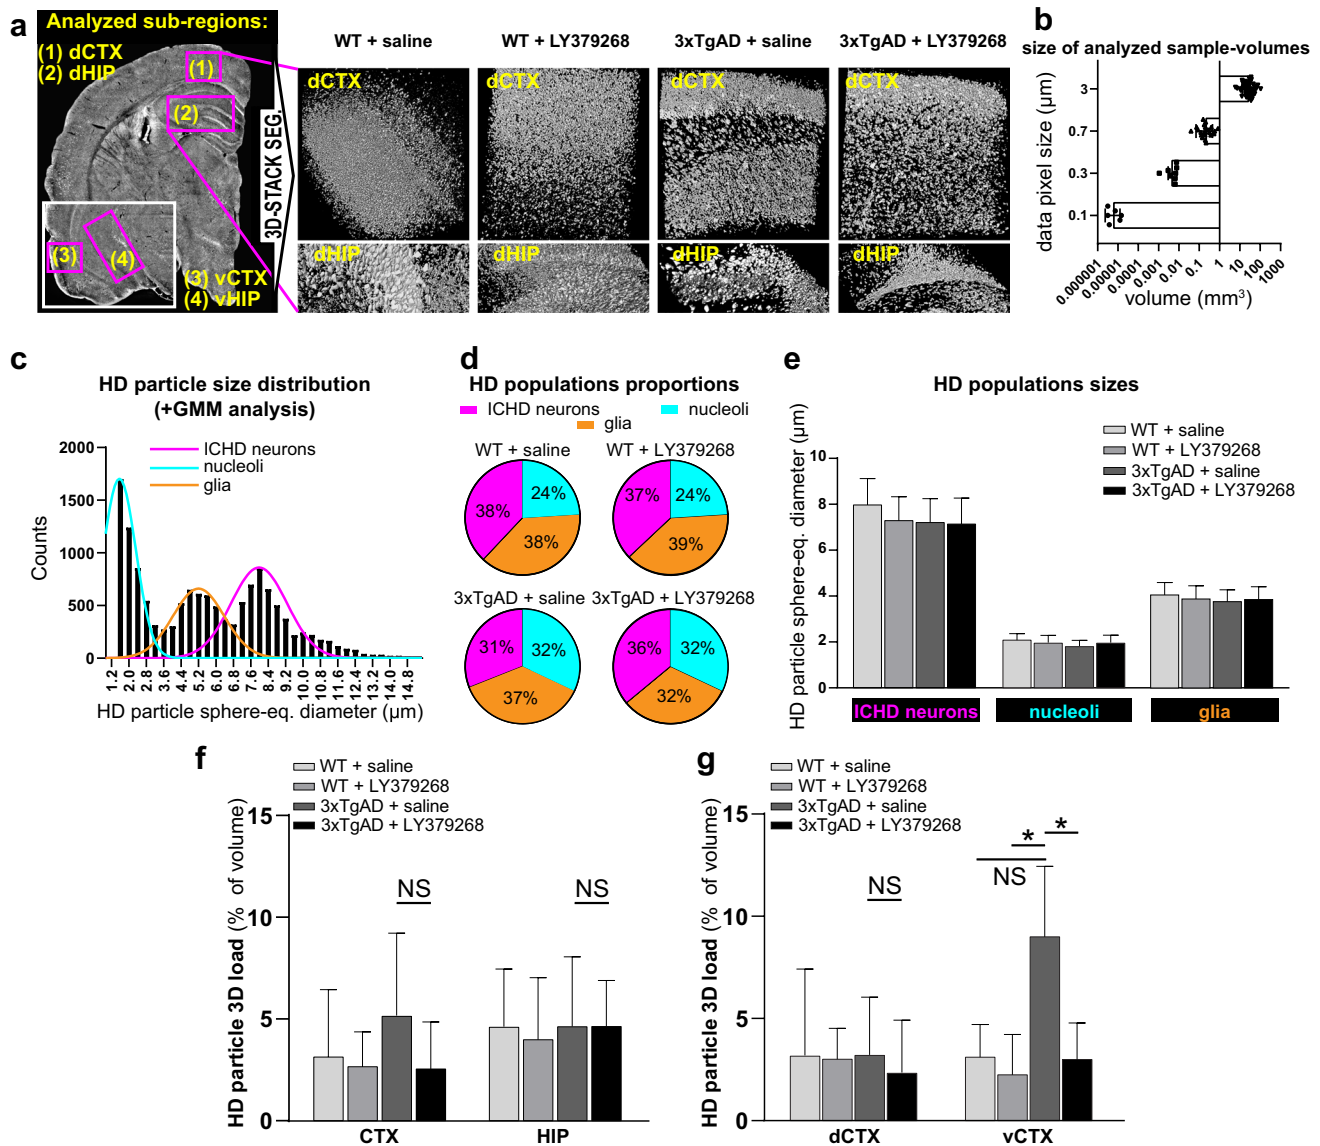 a
Analyzed sub-regions:
(1) dCTX
(2) dHIP
(1)
(2)
(3)
(4)
(3) vCTX
(4) vHIP
3D-STACK SEG.
WT + saline
WT + LY379268
3xTgAD + saline
3xTgAD + LY379268
dCTX
dCTX
dCTX
dCTX
dHIP
dHIP
dHIP
dHIP
b
size of analyzed sample-volumes
data pixel size (µm)
3
0.7
0.3
0.1
0.000001
0.00001
0.0001
0.001
0.01
0.1
1
10
100
1000
volume (mm³)
c
HD particle size distribution
(+GMM analysis)
ICHD neurons
nucleoli
glia
Counts
2000
1500
1000
500
0
1.2 2.0 2.8 3.6 4.4 5.2 6.0 6.8 7.6 8.4 9.2 10.0 10.8 11.6 12.4 13.2 14.0 14.8
HD particle sphere-eq. diameter (µm)
d
HD populations proportions
ICHD neurons
nucleoli
glia
WT + saline
38%
24%
38%
WT + LY379268
37%
24%
39%
3xTgAD + saline
31%
32%
37%
3xTgAD + LY379268
36%
32%
32%
e
HD populations sizes
WT + saline
WT + LY379268
3xTgAD + saline
3xTgAD + LY379268
HD particle sphere-eq. diameter (µm)
10
8
6
4
2
0
ICHD neurons
nucleoli
glia
f
WT + saline
WT + LY379268
3xTgAD + saline
3xTgAD + LY379268
HD particle 3D load (% of volume)
15
10
5
0
NS
NS
CTX
HIP
g
WT + saline
WT + LY379268
3xTgAD + saline
3xTgAD + LY379268
HD particle 3D load (% of volume)
15
10
5
0
NS
NS
*
*
dCTX
vCTX